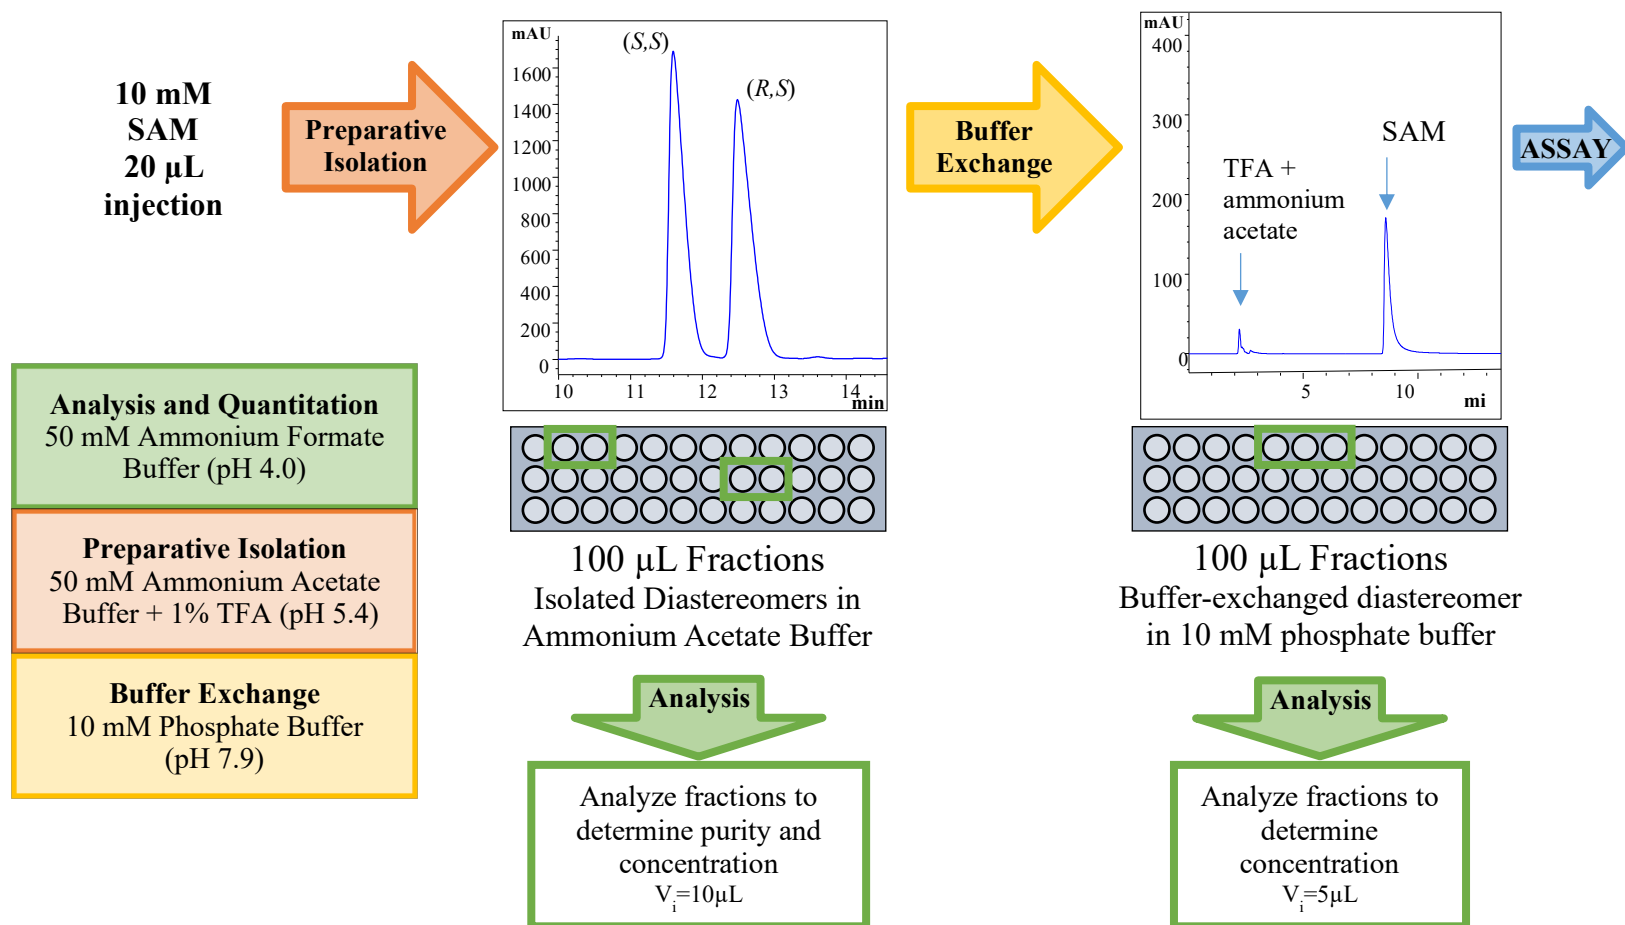 10 mM
SAM
20 µL
injection
Preparative
Isolation
mAU
1600
1400
1200
1000
800
600
400
200
0
10 11 12 13 14
min
(S,S)
(R,S)
Buffer
Exchange
mAU
400
300
200
100
0
5 10
mi
TFA +
ammonium
acetate
SAM
ASSAY
Analysis and Quantitation
50 mM Ammonium Formate
Buffer (pH 4.0)
Preparative Isolation
50 mM Ammonium Acetate
Buffer + 1% TFA (pH 5.4)
Buffer Exchange
10 mM Phosphate Buffer
(pH 7.9)
100 µL Fractions
Isolated Diastereomers in
Ammonium Acetate Buffer
Analysis
Analyze fractions to
determine purity and
concentration
Vi=10µL
100 µL Fractions
Buffer-exchanged diastereomer
in 10 mM phosphate buffer
Analysis
Analyze fractions to
determine
concentration
Vi=5µL